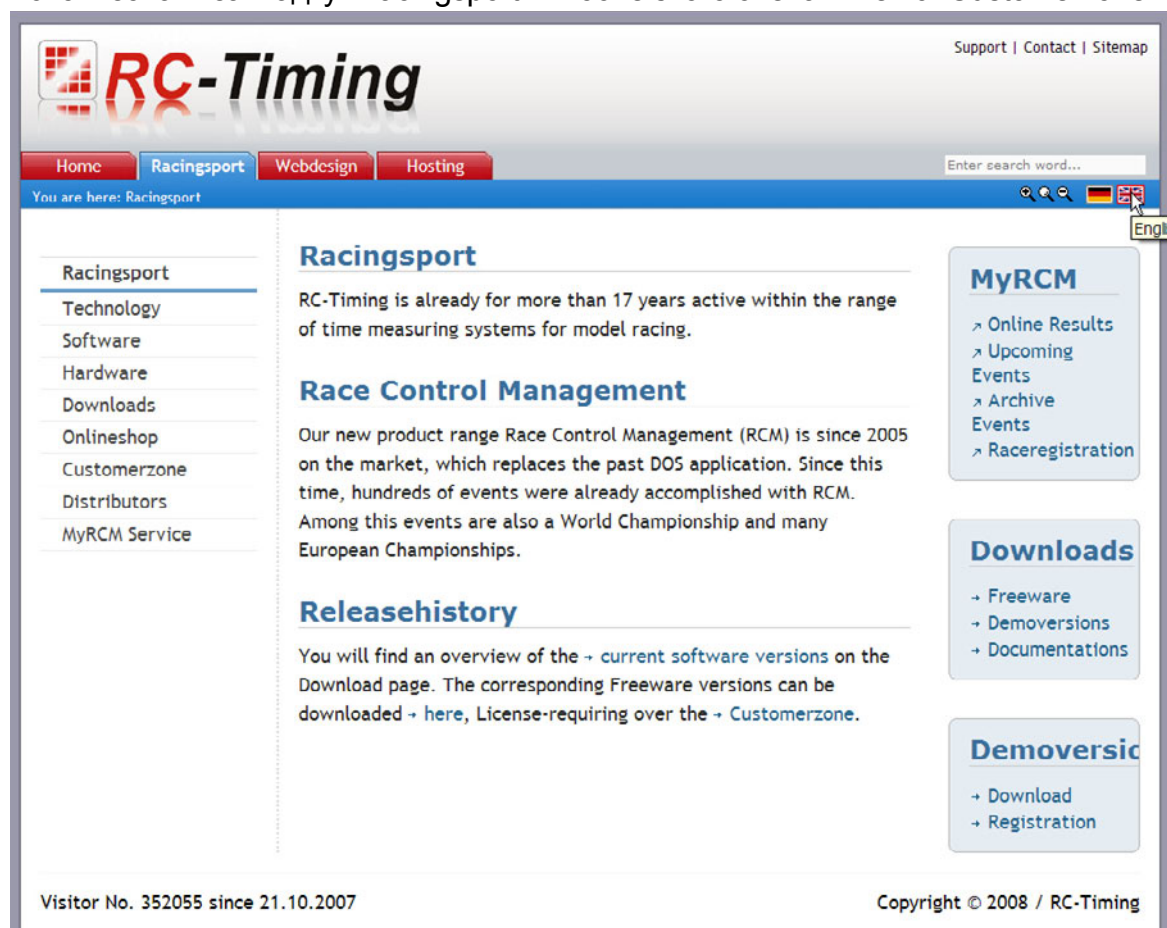 RC-Timing
Support | Contact | Sitemap
Home Racingsport Webdesign Hosting
Enter search word...
You are here: Racingsport
Racingsport
Technology
Software
Hardware
Downloads
Onlineshop
Customerzone
Distributors
MyRCM Service
Racingsport
RC-Timing is already for more than 17 years active within the range
of time measuring systems for model racing.
Race Control Management
Our new product range Race Control Management (RCM) is since 2005
on the market, which replaces the past DOS application. Since this
time, hundreds of events were already accomplished with RCM.
Among this events are also a World Championship and many
European Championships.
Releasehistory
You will find an overview of the → current software versions on the
Download page. The corresponding Freeware versions can be
downloaded → here, License-requiring over the → Customerzone.
Engl
MyRCM
↗ Online Results
↗ Upcoming
Events
↗ Archive
Events
↗ Raceregistration
Downloads
→ Freeware
→ Demoversions
→ Documentations
Demoversic
→ Download
→ Registration
Visitor No. 352055 since 21.10.2007
Copyright © 2008 / RC-Timing